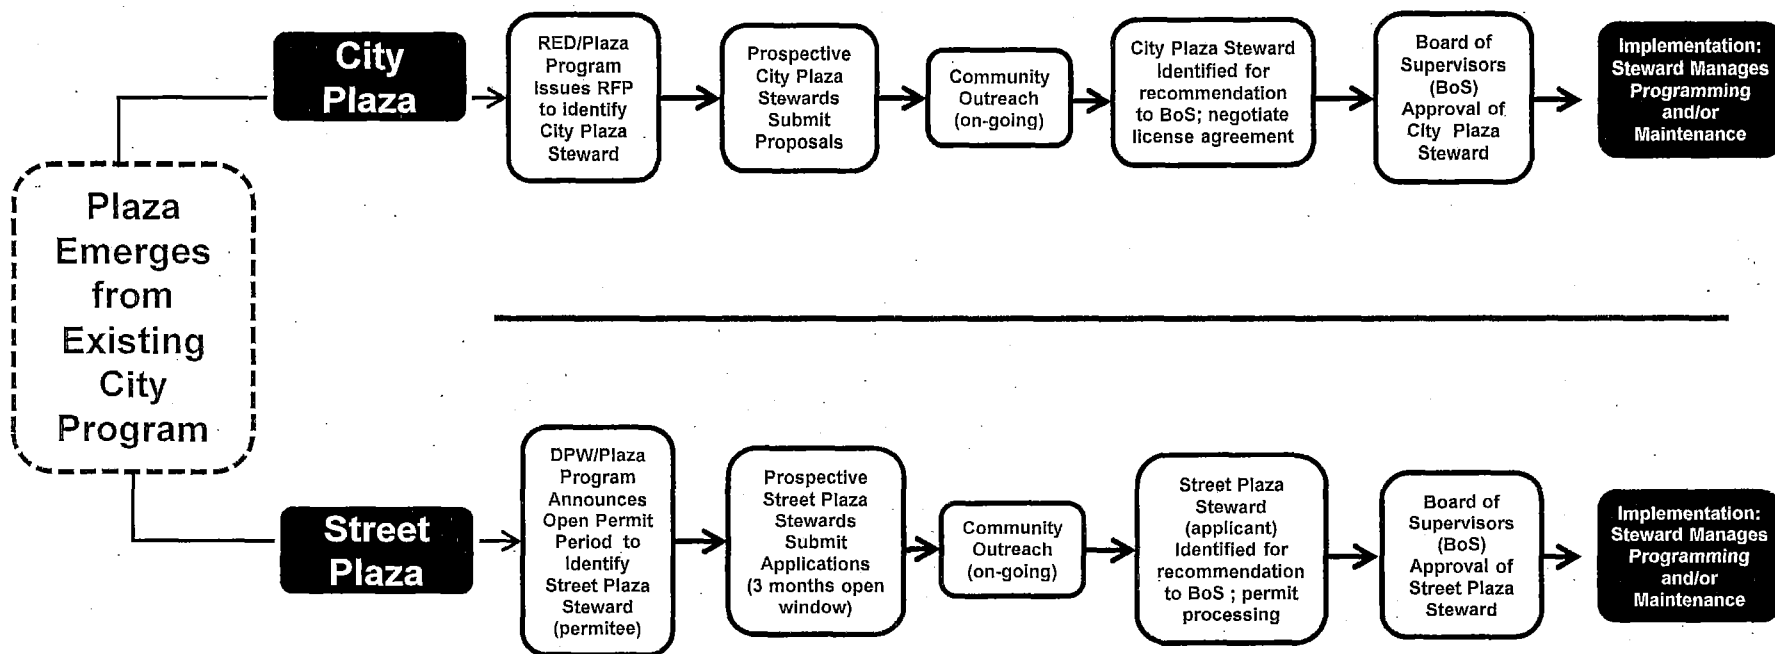 Plaza
Emerges
from
Existing
City
Program
City
Plaza
RED/Plaza
Program
Issues RFP
to identify
City Plaza
Steward
Prospective
City Plaza
Stewards
Submit
Proposals
Community
Outreach
(on-going)
City Plaza Steward
Identified for
recommendation
to BoS; negotiate
license agreement
Board of
Supervisors
(BoS)
Approval of
City Plaza
Steward
Implementation:
Steward Manages
Programming
and/or
Maintenance
Street
Plaza
DPW/Plaza
Program
Announces
Open Permit
Period to
Identify
Street Plaza
Steward
(permitee)
Prospective
Street Plaza
Stewards
Submit
Applications
(3 months open
window)
Community
Outreach
(on-going)
Street Plaza
Steward
(applicant)
Identified for
recommendation
to BoS ; permit
processing
Board of
Supervisors
(BoS)
Approval of
Street Plaza
Steward
Implementation:
Steward Manages
Programming
and/or
Maintenance